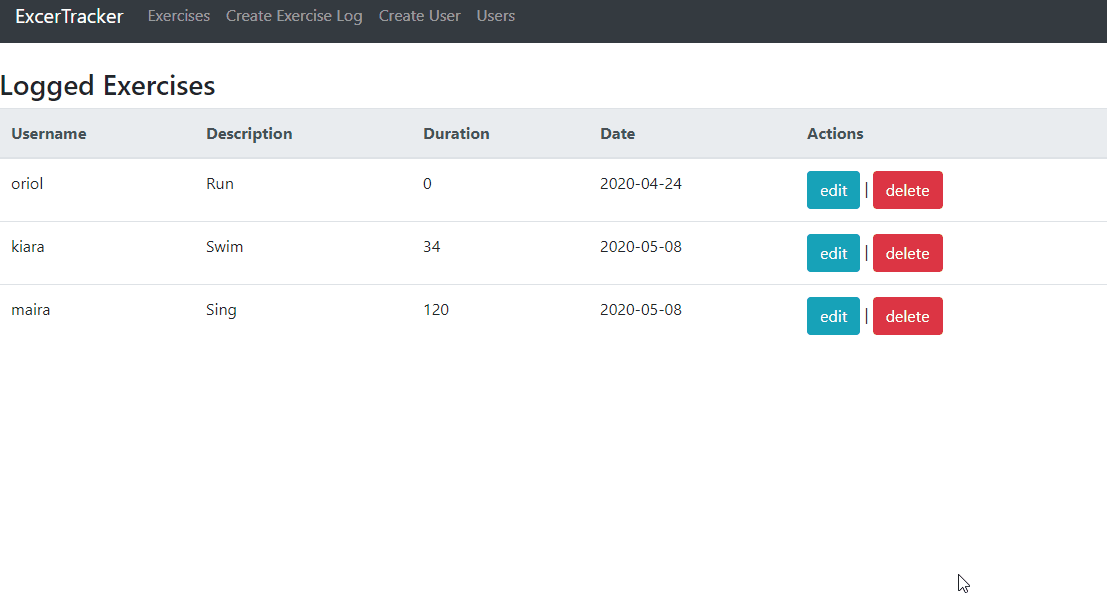 ExcerTracker Exercises Create Exercise Log Create User Users
Logged Exercises
Username Description Duration Date Actions
oriol Run 0 2020-04-24 edit | delete
kiara Swim 34 2020-05-08 edit | delete
maira Sing 120 2020-05-08 edit | delete